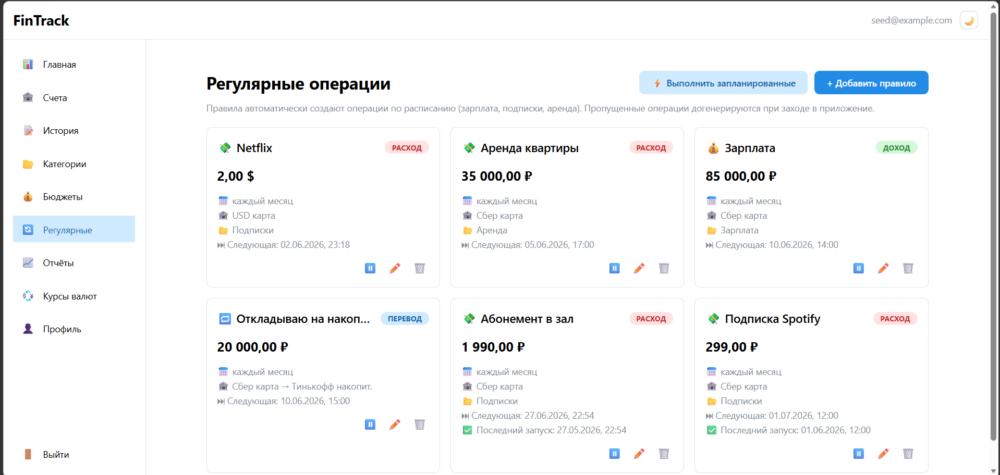 FinTrack
seed@example.com
Главная
Счета
История
Категории
Бюджеты
Регулярные
Отчёты
Курсы валют
Профиль
Выйти
Регулярные операции
Выполнить запланированные
+ Добавить правило
Правила автоматически создают операции по расписанию (зарплата, подписки, аренда). Пропущенные операции догенерируются при заходе в приложение.
Netflix
РАСХОД
2,00 $
каждый месяц
USD карта
Подписки
Следующая: 02.06.2026, 23:18
Аренда квартиры
РАСХОД
35 000,00 ₽
каждый месяц
Сбер карта
Аренда
Следующая: 05.06.2026, 17:00
Зарплата
ДОХОД
85 000,00 ₽
каждый месяц
Сбер карта
Зарплата
Следующая: 10.06.2026, 14:00
Откладываю на накоп...
ПЕРЕВОД
20 000,00 ₽
каждый месяц
Сбер карта → Тинькофф накопит.
Следующая: 10.06.2026, 15:00
Абонемент в зал
РАСХОД
1 990,00 ₽
каждый месяц
Сбер карта
Подписки
Следующая: 27.06.2026, 22:54
Последний запуск: 27.05.2026, 22:54
Подписка Spotify
РАСХОД
299,00 ₽
каждый месяц
Сбер карта
Подписки
Следующая: 01.07.2026, 12:00
Последний запуск: 01.06.2026, 12:00